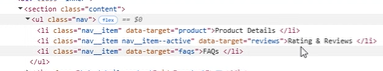 <section class="content">
<ul class="nav"> flex == $0
<li class="nav__item" data-target="product">Product Details </li>
<li class="nav__item nav__item--active" data-target="reviews">Rating & Reviews </li>
<li class="nav__item" data-target="faqs">FAQs </li>
</ul>